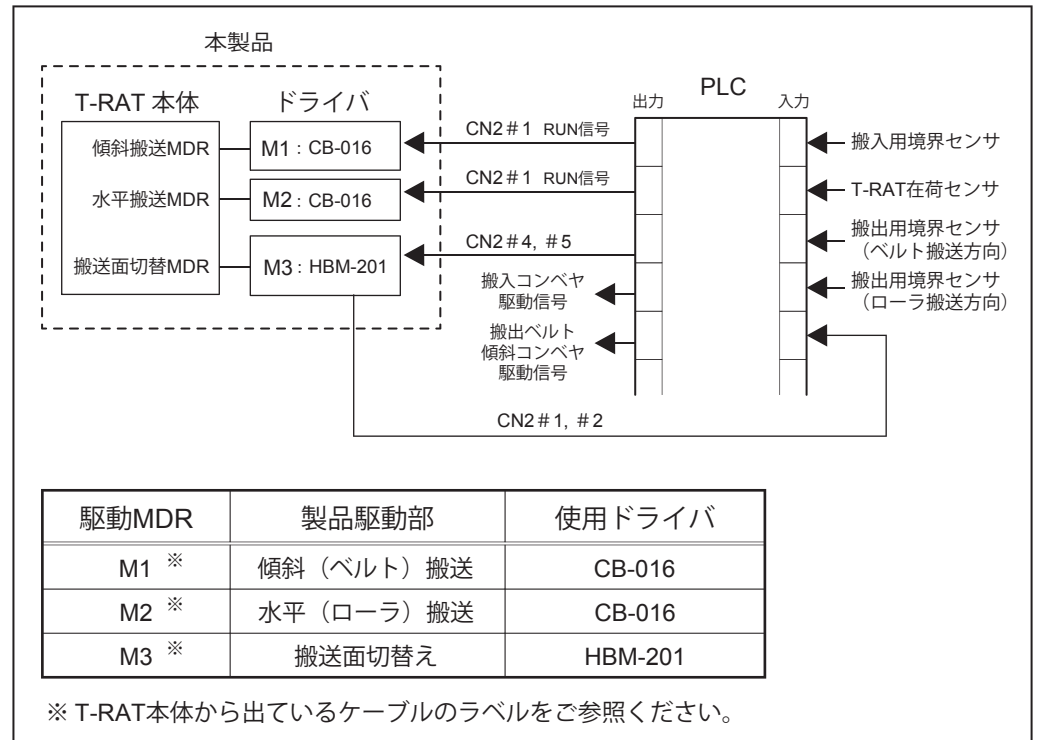 本製品
T-RAT 本体
ドライバ
傾斜搬送MDR
M1 : CB-016
水平搬送MDR
M2 : CB-016
搬送面切替MDR
M3 : HBM-201
CN2＃1 RUN信号
CN2＃1 RUN信号
CN2＃4, ＃5
搬入コンベヤ
駆動信号
搬出ベルト
傾斜コンベヤ
駆動信号
CN2＃1, ＃2
出力
PLC
入力
搬入用境界センサ
T-RAT在荷センサ
搬出用境界センサ
（ベルト搬送方向）
搬出用境界センサ
（ローラ搬送方向）
駆動MDR 製品駆動部 使用ドライバ
M1 ※ 傾斜（ベルト）搬送 CB-016
M2 ※ 水平（ローラ）搬送 CB-016
M3 ※ 搬送面切替え HBM-201
※ T-RAT本体から出ているケーブルのラベルをご参照ください。